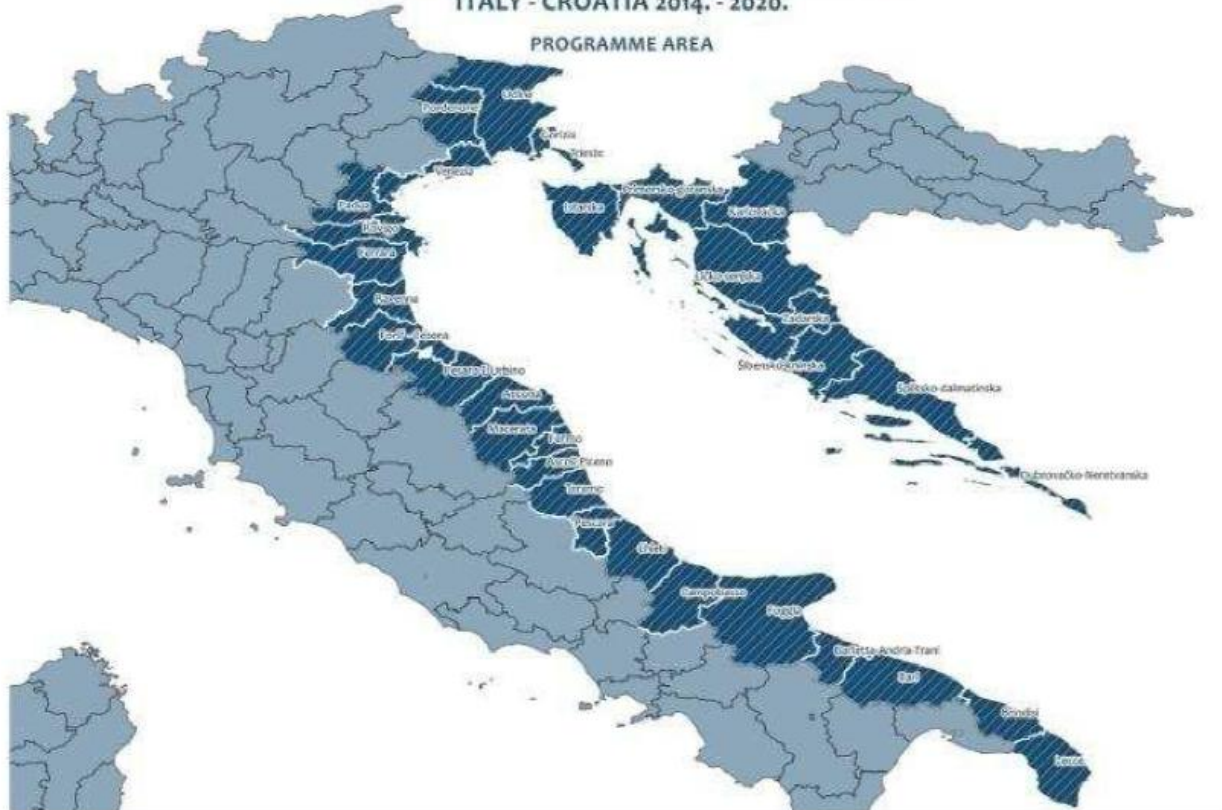 ITALY - CROATIA 2014. - 2020.
PROGRAMME AREA
Udine
Pordenone
Gorizia
Trieste
Venezia
Padova
Rovigo
Ferrara
Ravenna
Forlì - Cesena
Pesaro E Urbino
Ancona
Macerata
Fermo
Ascoli Piceno
Teramo
Pescara
Chieti
Campobasso
Foggia
Barletta-Andria-Trani
Bari
Brindisi
Lecce
Istarska
Primorsko-goranska
Karlovačka
Ličko-senjska
Zadarska
Šibensko-kninska
Splitsko-dalmatinska
Dubrovačko-Neretvanska